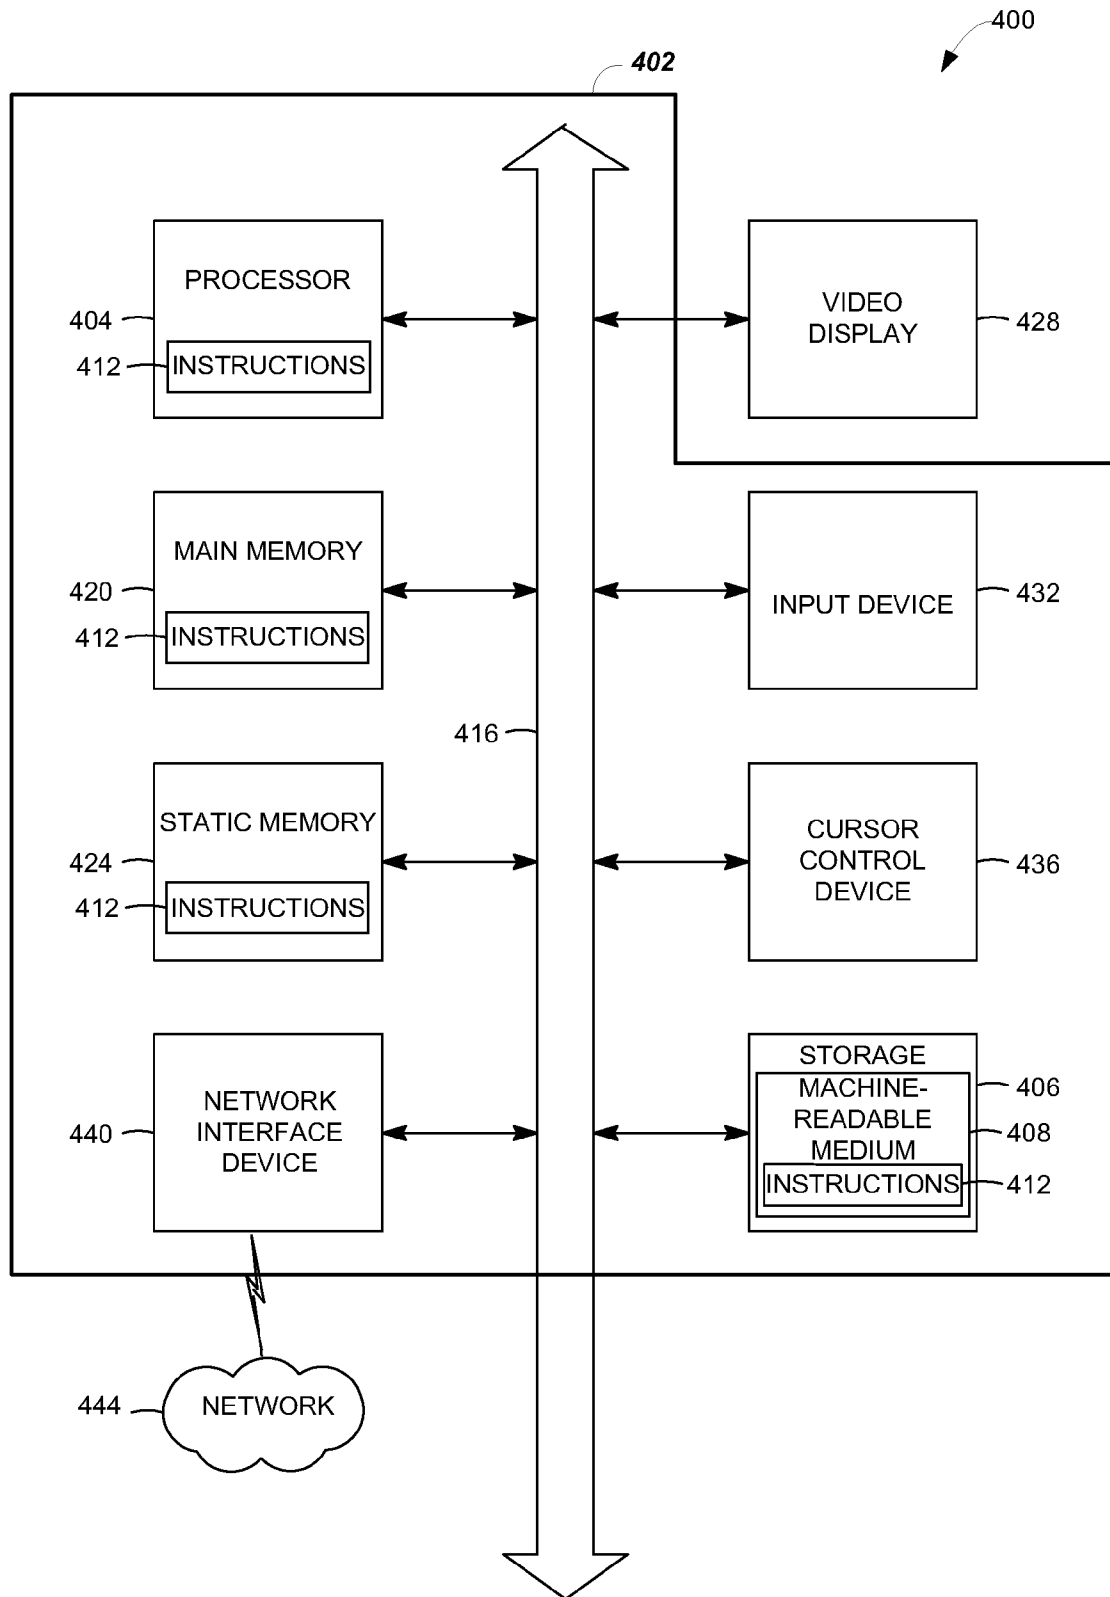 400
402
PROCESSOR
404
412
INSTRUCTIONS
VIDEO
DISPLAY
428
MAIN MEMORY
420
412
INSTRUCTIONS
INPUT DEVICE
432
416
STATIC MEMORY
424
412
INSTRUCTIONS
CURSOR
CONTROL
DEVICE
436
NETWORK
INTERFACE
DEVICE
440
STORAGE
406
MACHINE-
READABLE
MEDIUM
408
INSTRUCTIONS
412
444
NETWORK